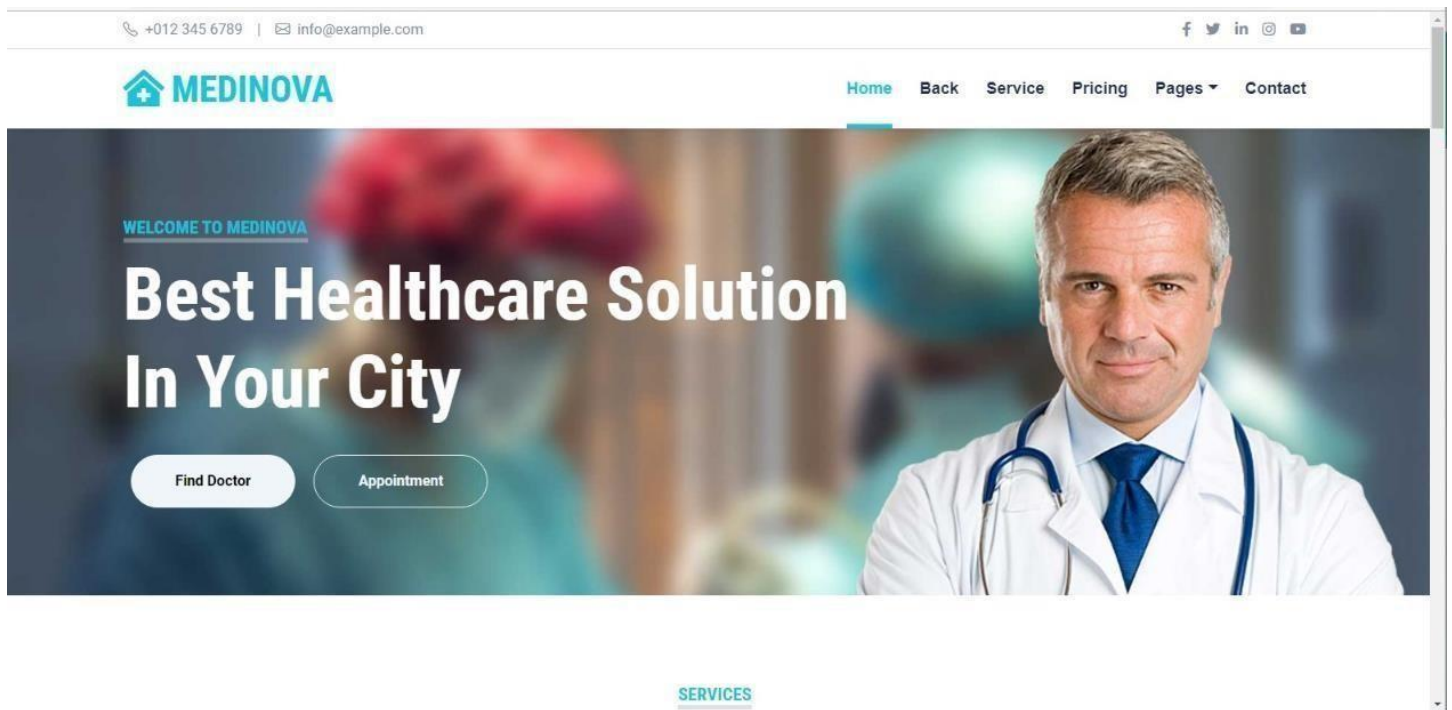 +012 345 6789 | info@example.com
MEDINOVA
Home Back Service Pricing Pages Contact
WELCOME TO MEDINOVA
Best Healthcare Solution
In Your City
Find Doctor Appointment
SERVICES